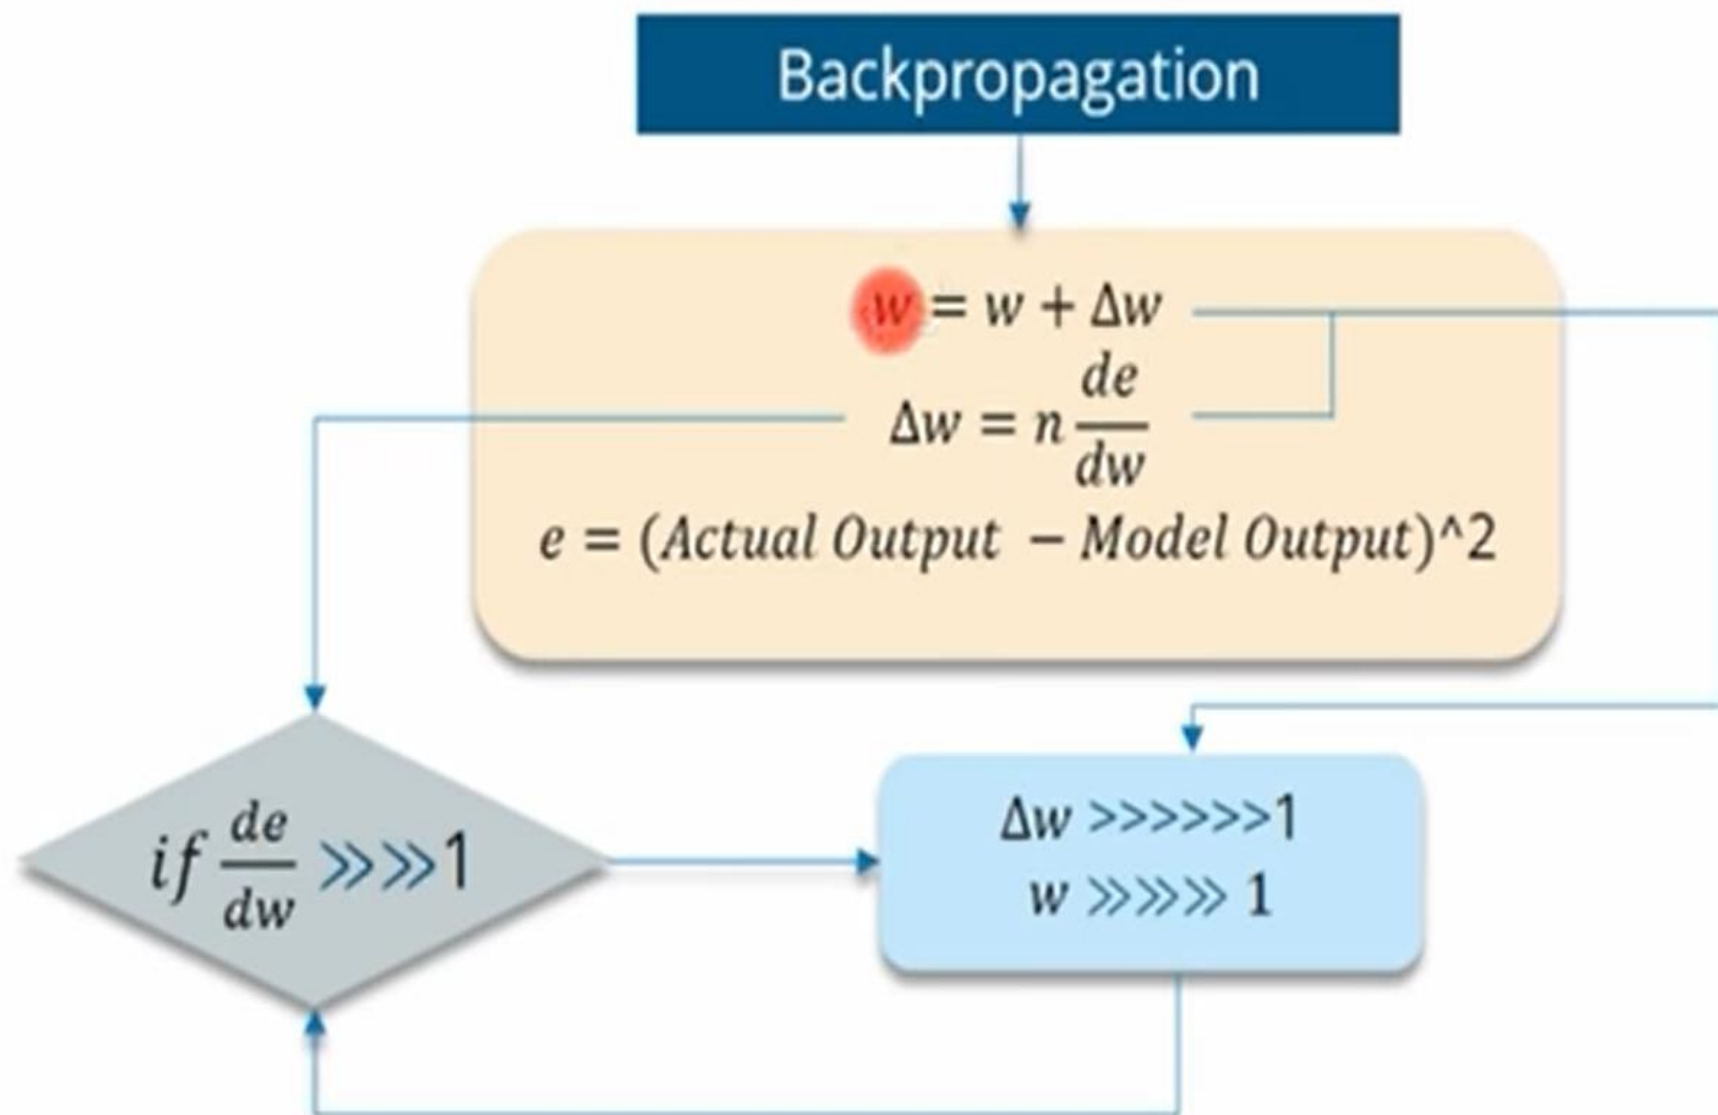 Backpropagation
w = w + Δw
Δw = n de/dw
e = (Actual Output − Model Output)^2
if de/dw >>>>1
Δw >>>>>>1
w >>>>>> 1